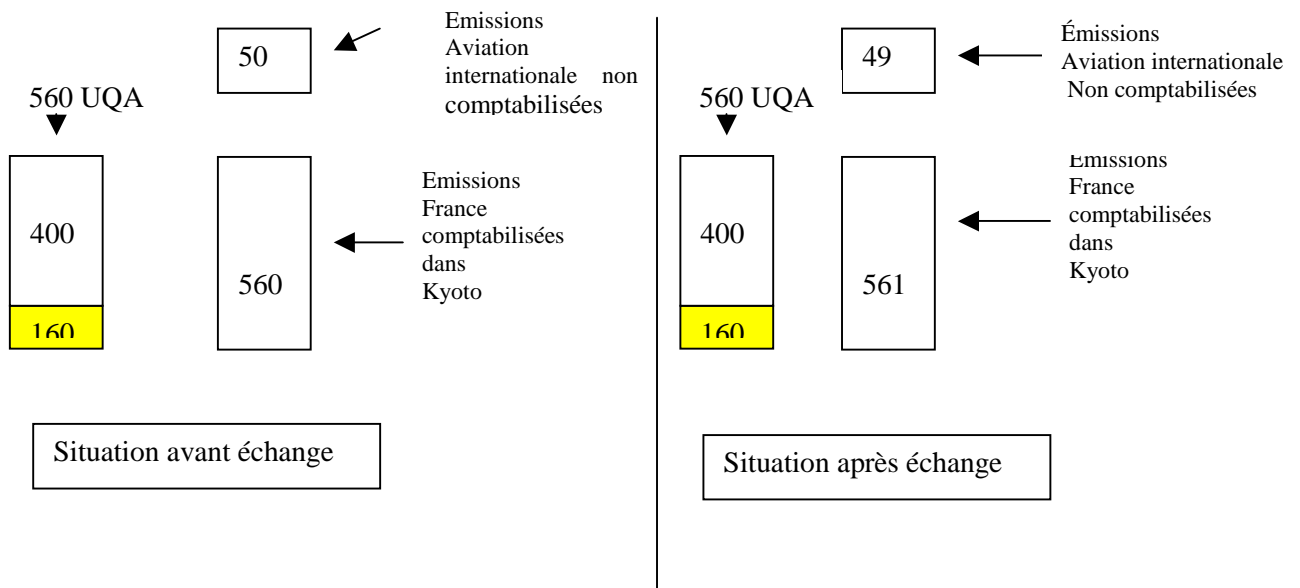 Emissions
Aviation
internationale non
comptabilisées
50
560 UQA
400
160
560
Emissions
France
comptabilisées
dans
Kyoto
Situation avant échange
Émissions
Aviation internationale
Non comptabilisées
49
560 UQA
400
160
561
Emissions
France
comptabilisées
dans
Kyoto
Situation après échange